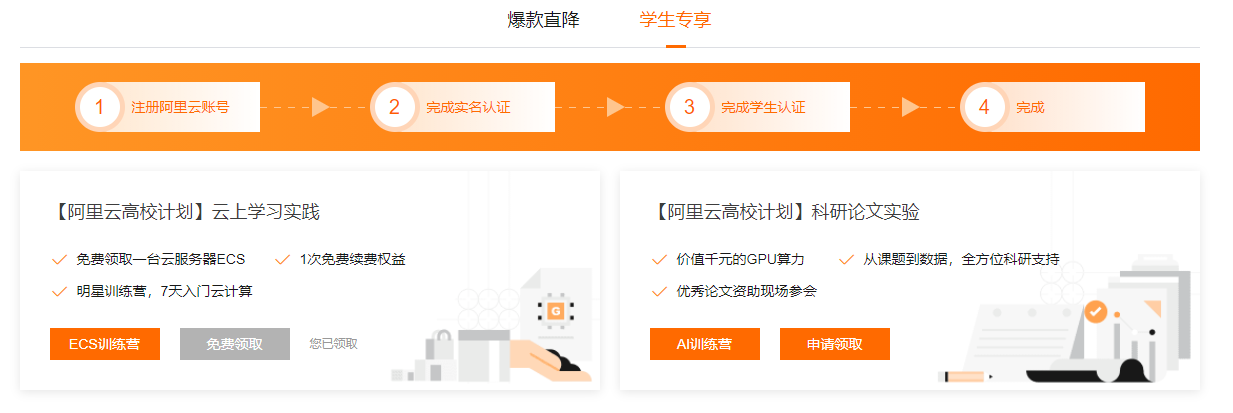 爆款直降 学生专享
1 注册阿里云账号 2 完成实名认证 3 完成学生认证 4 完成
【阿里云高校计划】云上学习实践
免费领取一台云服务器ECS 1次免费续费权益
明星训练营，7天入门云计算
ECS训练营 免费领取 您已领取
G
【阿里云高校计划】科研论文实验
价值千元的GPU算力 从课题到数据，全方位科研支持
优秀论文资助现场参会
AI训练营 申请领取